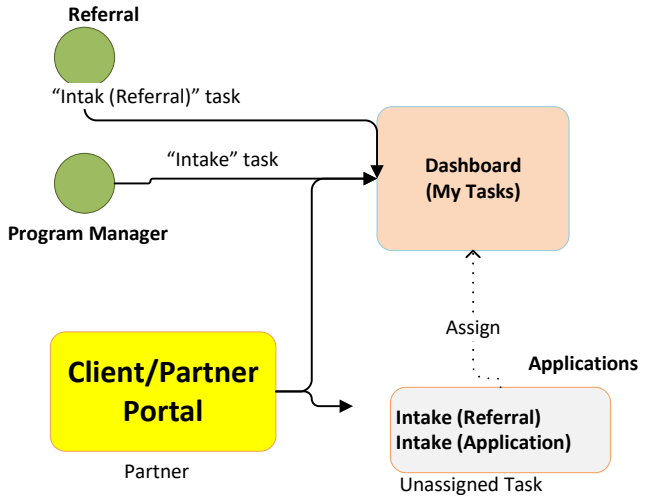 Referral
“Intak (Referral)” task
“Intake” task
Dashboard
(My Tasks)
Program Manager
Assign
Client/Partner
Portal
Applications
Intake (Referral)
Intake (Application)
Partner
Unassigned Task